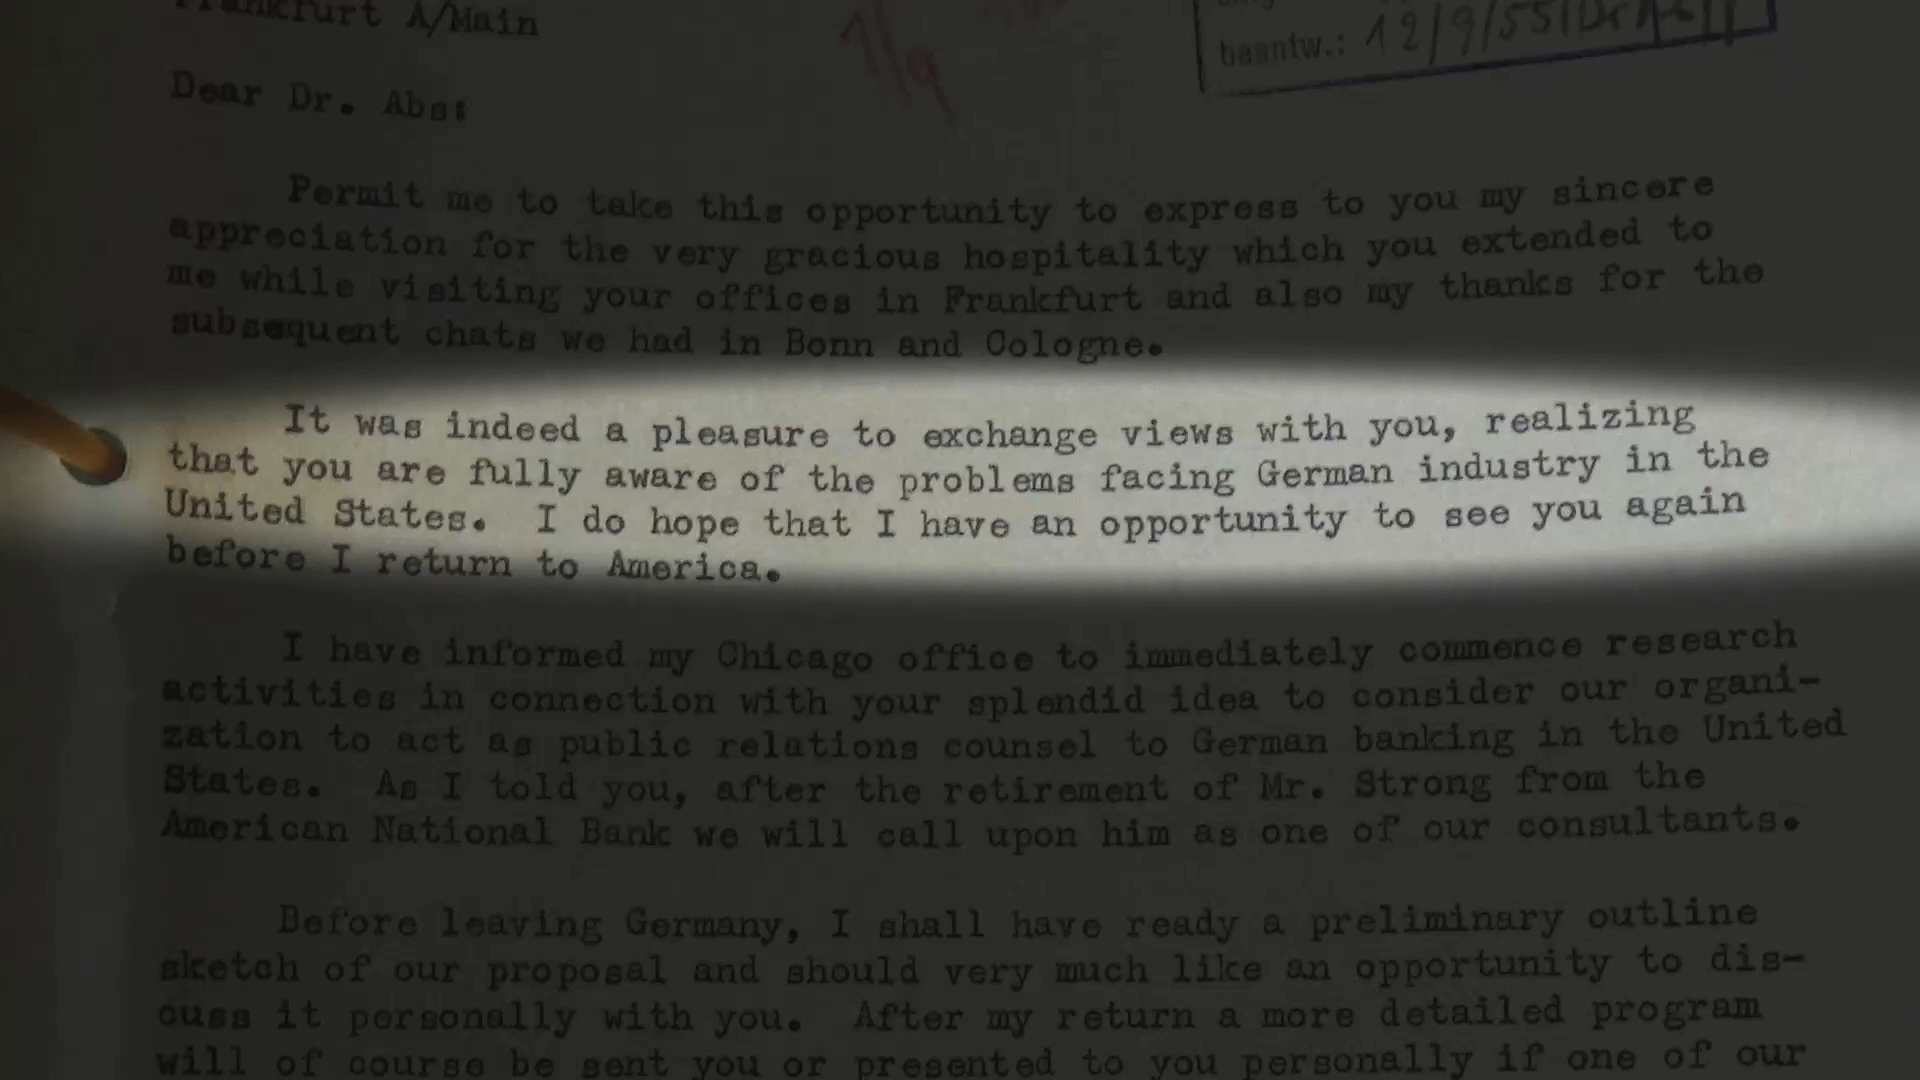 Frankfurt A/Main
beantw.: 12/9/55
Dear Dr. Abs:
Permit me to take this opportunity to express to you my sincere
appreciation for the very gracious hospitality which you extended to
me while visiting your offices in Frankfurt and also my thanks for the
subsequent chats we had in Bonn and Cologne.
It was indeed a pleasure to exchange views with you, realizing
that you are fully aware of the problems facing German industry in the
United States. I do hope that I have an opportunity to see you again
before I return to America.
I have informed my Chicago office to immediately commence research
activities in connection with your splendid idea to consider our organi-
zation to act as public relations counsel to German banking in the United
States. As I told you, after the retirement of Mr. Strong from the
American National Bank we will call upon him as one of our consultants.
Before leaving Germany, I shall have ready a preliminary outline
sketch of our proposal and should very much like an opportunity to dis-
cuss it personally with you. After my return a more detailed program
will of course be sent you or presented to you personally if one of our